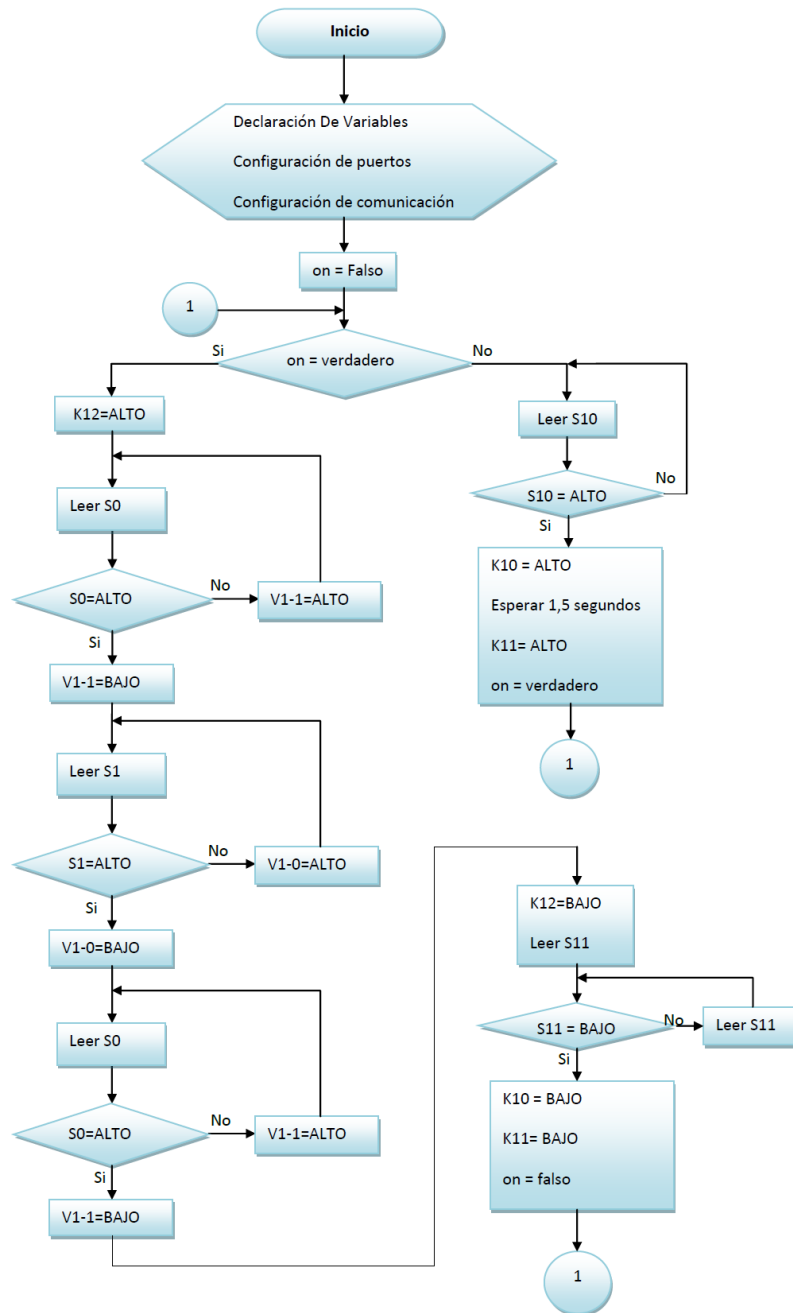 Inicio
Declaración De Variables
Configuración de puertos
Configuración de comunicación
on = Falso
1
on = verdadero
Si
No
K12=ALTO
Leer S0
S0=ALTO
No
V1-1=ALTO
Si
V1-1=BAJO
Leer S1
S1=ALTO
No
V1-0=ALTO
Si
V1-0=BAJO
Leer S0
S0=ALTO
No
V1-1=ALTO
Si
V1-1=BAJO
Leer S10
S10 = ALTO
No
Si
K10 = ALTO
Esperar 1,5 segundos
K11= ALTO
on = verdadero
1
K12=BAJO
Leer S11
S11 = BAJO
No
Leer S11
Si
K10 = BAJO
K11= BAJO
on = falso
1